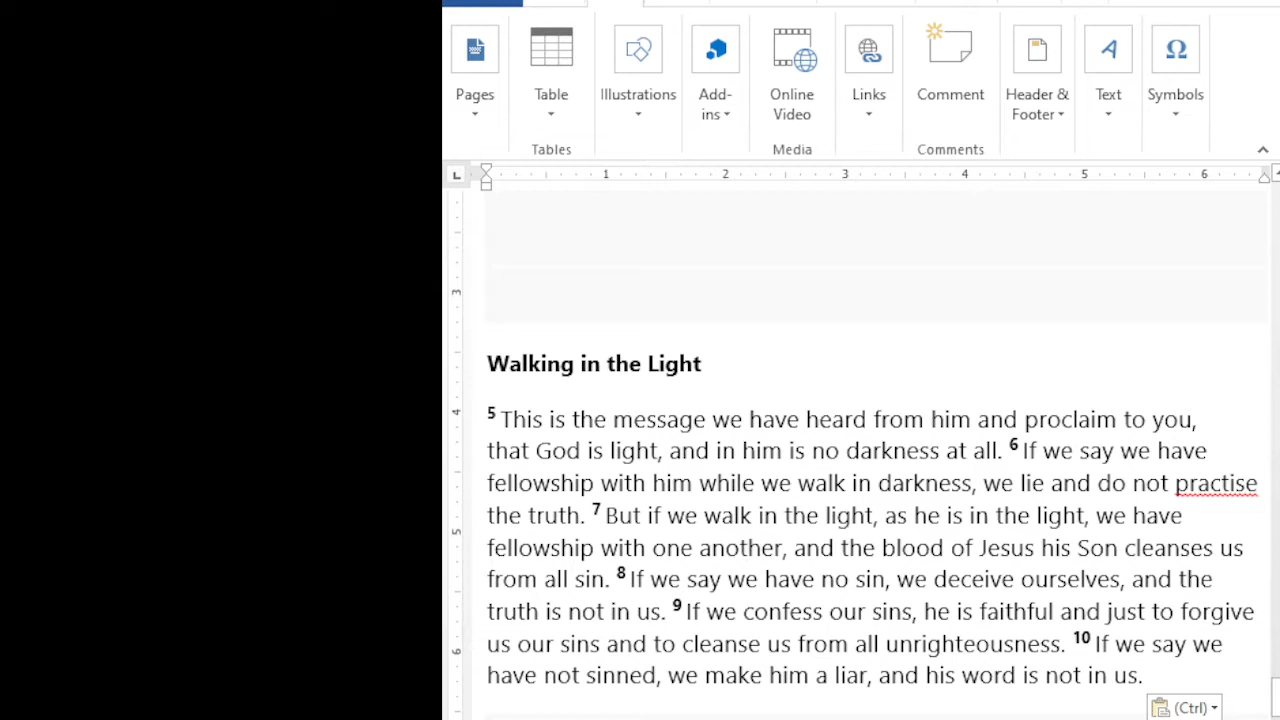 Pages Table Illustrations Add-ins Online Video Links Comment Header & Footer Text Symbols
Tables Media Comments
L 1 2 3 4 5 6
3
Walking in the Light
4
5 This is the message we have heard from him and proclaim to you,
that God is light, and in him is no darkness at all. 6 If we say we have
fellowship with him while we walk in darkness, we lie and do not practise
the truth. 7 But if we walk in the light, as he is in the light, we have
5
fellowship with one another, and the blood of Jesus his Son cleanses us
from all sin. 8 If we say we have no sin, we deceive ourselves, and the
truth is not in us. 9 If we confess our sins, he is faithful and just to forgive
us our sins and to cleanse us from all unrighteousness. 10 If we say we
6
have not sinned, we make him a liar, and his word is not in us.
(Ctrl)